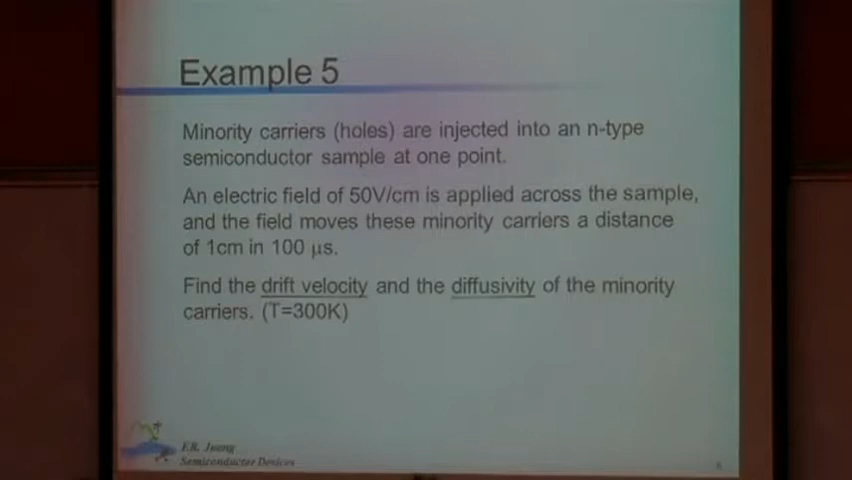 Example 5
Minority carriers (holes) are injected into an n-type
semiconductor sample at one point.
An electric field of 50V/cm is applied across the sample,
and the field moves these minority carriers a distance
of 1cm in 100 μs.
Find the drift velocity and the diffusivity of the minority
carriers. (T=300K)
Semiconductor Devices